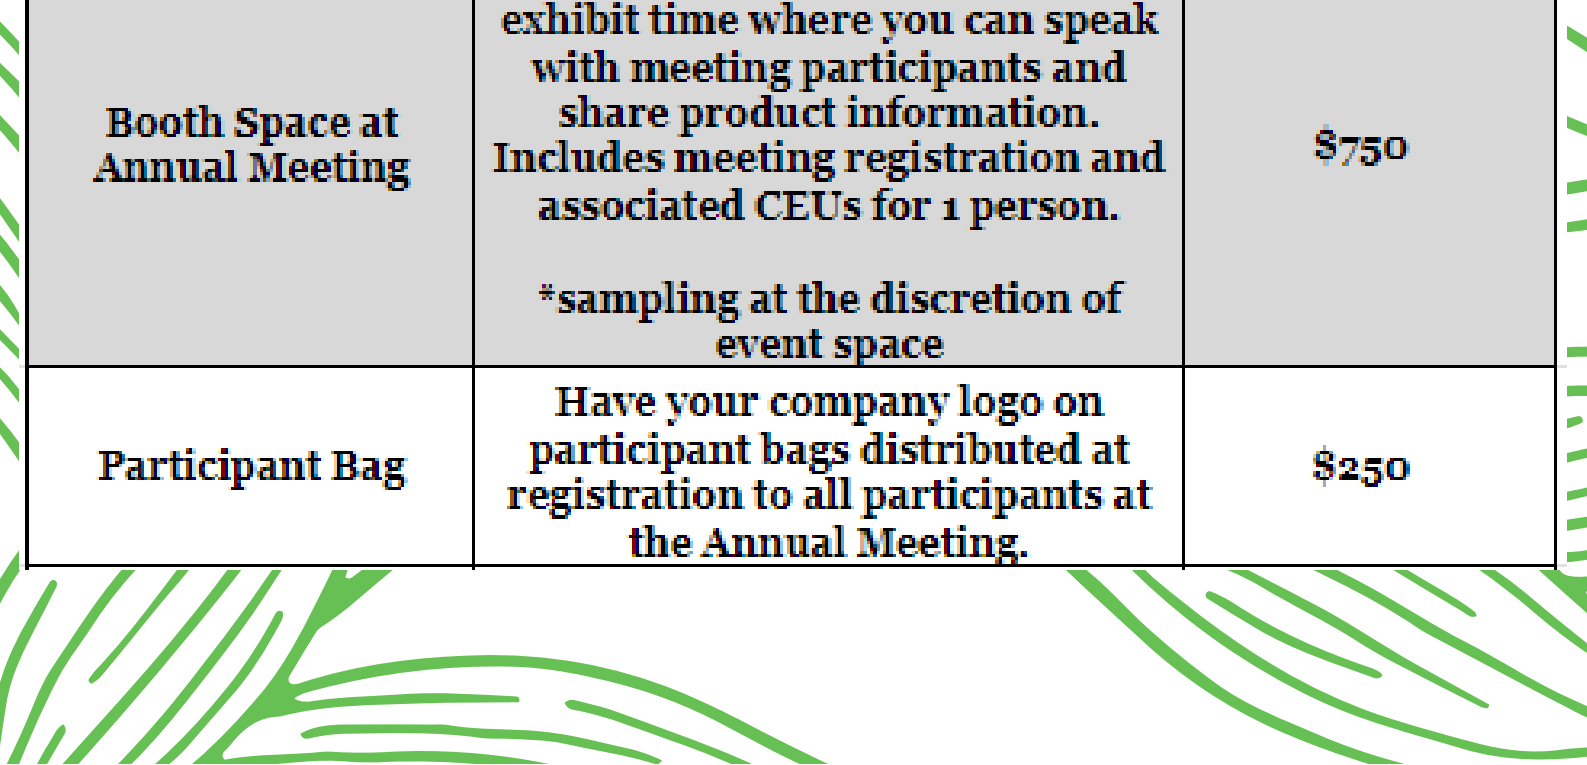 exhibit time where you can speak
with meeting participants and
share product information.
Includes meeting registration and
associated CEUs for 1 person.
*sampling at the discretion of
event space
Booth Space at
Annual Meeting
$750
Participant Bag
Have your company logo on
participant bags distributed at
registration to all participants at
the Annual Meeting.
$250